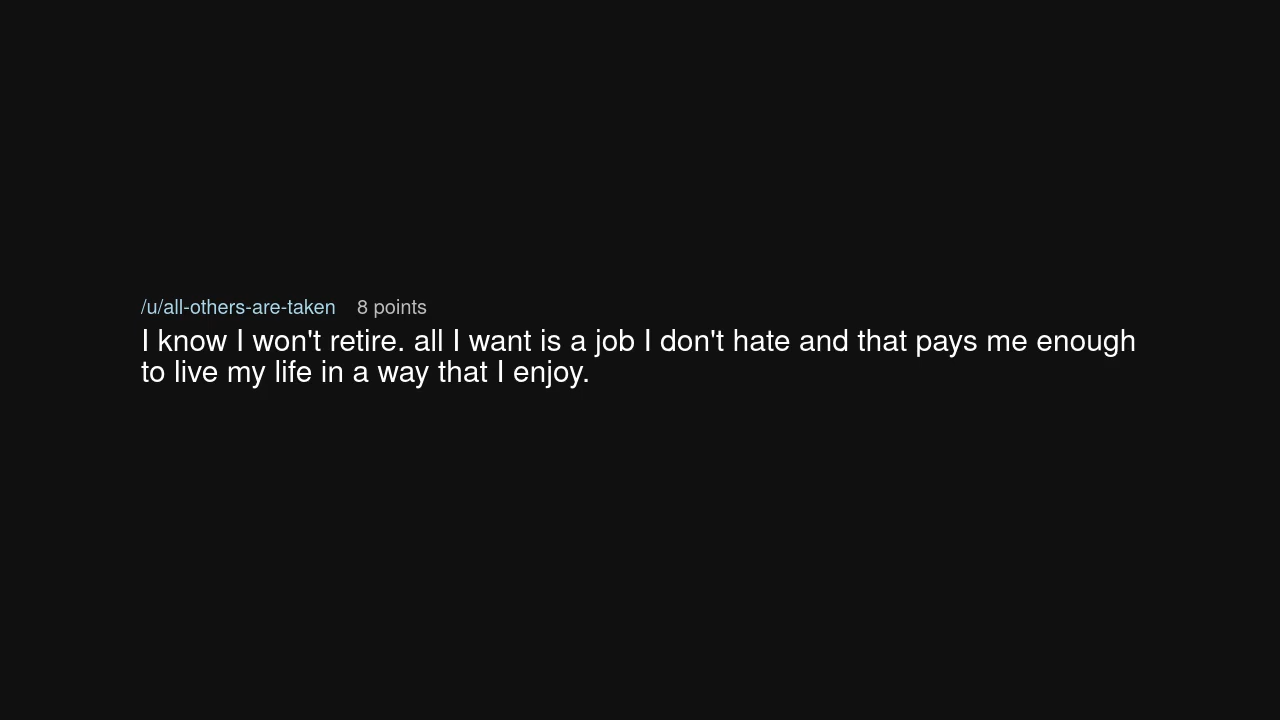 /u/all-others-are-taken 8 points
I know I won't retire. all I want is a job I don't hate and that pays me enough
to live my life in a way that I enjoy.